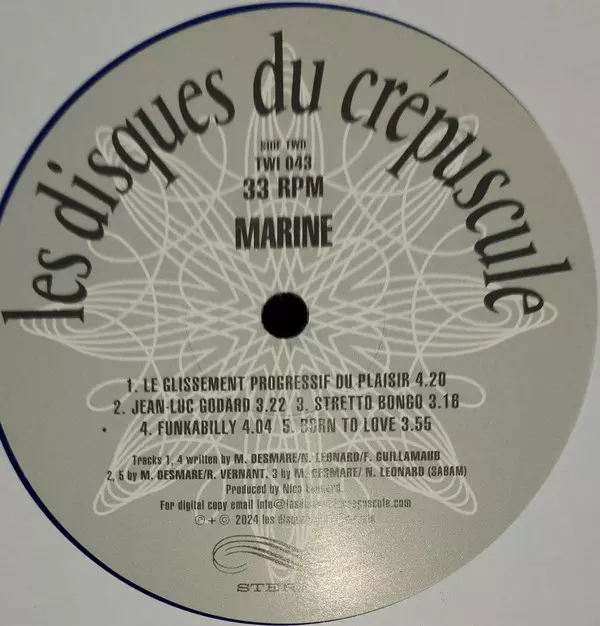 les disques du crépuscule
SIDE TWO
TWI 043
33 RPM
MARINE
1. LE GLISSEMENT PROGRESSIF DU PLAISIR 4.20
2. JEAN-LUC GODARD 3.22 3. STRETTO BONGO 3.18
4. FUNKABILLY 4.04 5. BORN TO LOVE 3.55
Tracks 1, 4 written by M. DESMARE/N. LEONARD/F. GUILLAMAUD
2, 5 by M. DESMARE/R. VERNANT. 3 by M. DESMARE/ N. LEONARD (SABAM)
Produced by Nico
For digital copy email
℗ + © 2024 les